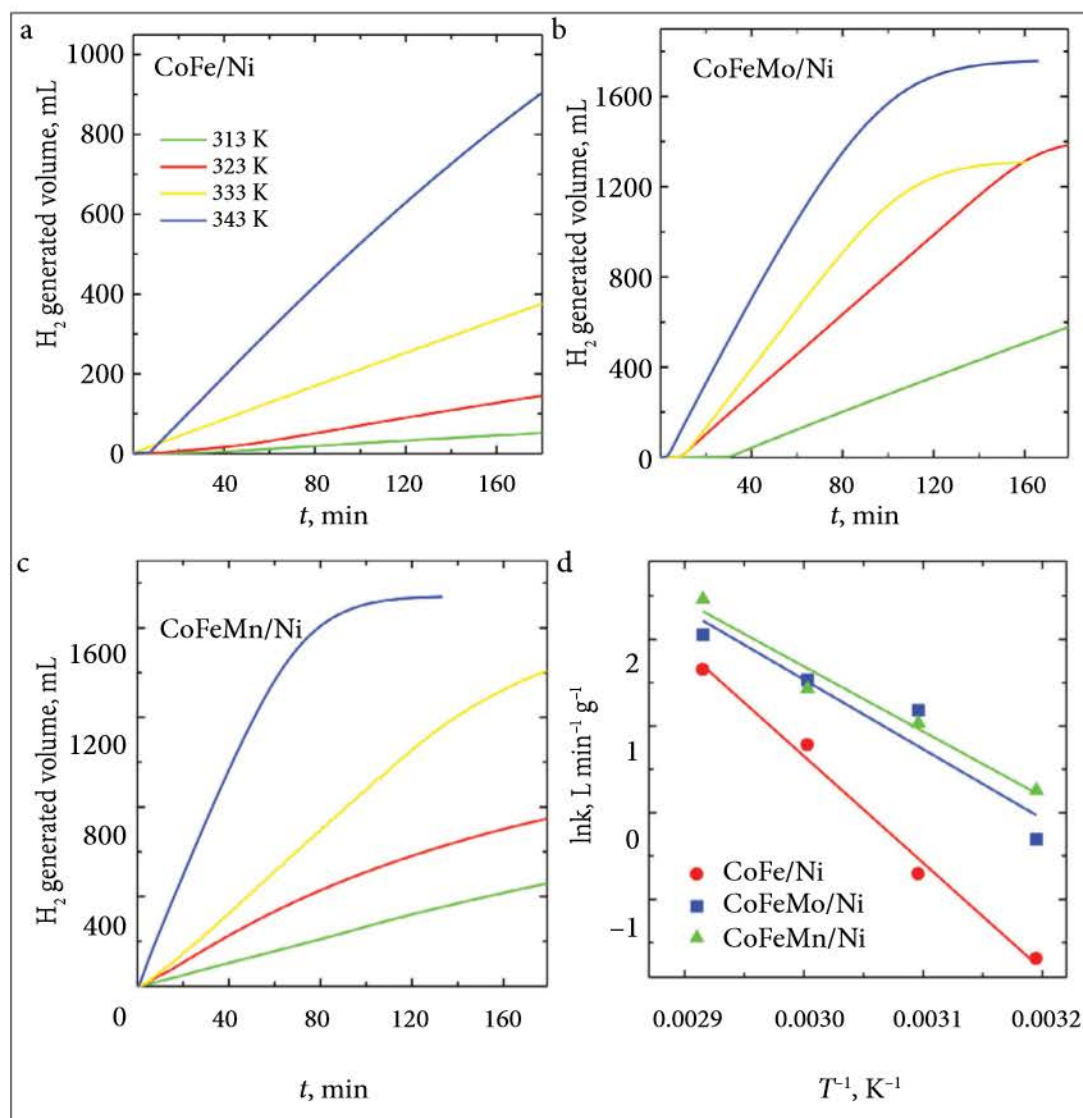 a
CoFe/Ni
H₂ generated volume, mL
1000
800
600
400
200
0
313 K
323 K
333 K
343 K
40 80 120 160
t, min
b
CoFeMo/Ni
H₂ generated volume, mL
1600
1200
800
400
0
40 80 120 160
t, min
c
CoFeMn/Ni
H₂ generated volume, mL
1600
1200
800
400
0
40 80 120 160
t, min
d
lnk, L min⁻¹ g⁻¹
2
1
0
−1
CoFe/Ni
CoFeMo/Ni
CoFeMn/Ni
0.0029 0.0030 0.0031 0.0032
T⁻¹, K⁻¹